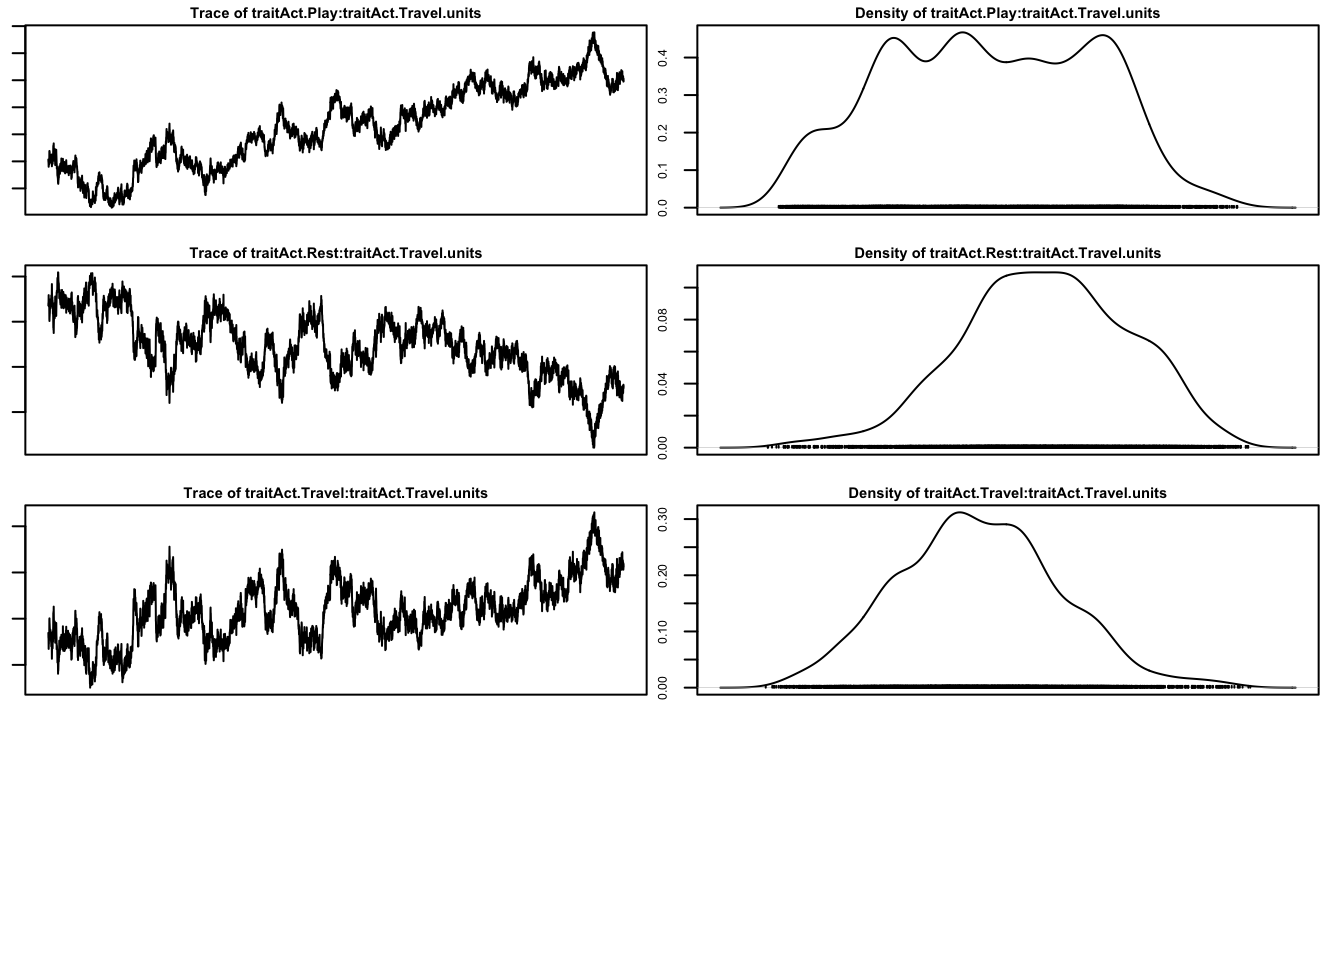 Trace of traitAct.Play:traitAct.Travel.units
Density of traitAct.Play:traitAct.Travel.units
0.4
0.3
0.2
0.1
0.0
Trace of traitAct.Rest:traitAct.Travel.units
Density of traitAct.Rest:traitAct.Travel.units
0.08
0.04
0.00
Trace of traitAct.Travel:traitAct.Travel.units
Density of traitAct.Travel:traitAct.Travel.units
0.30
0.20
0.10
0.00